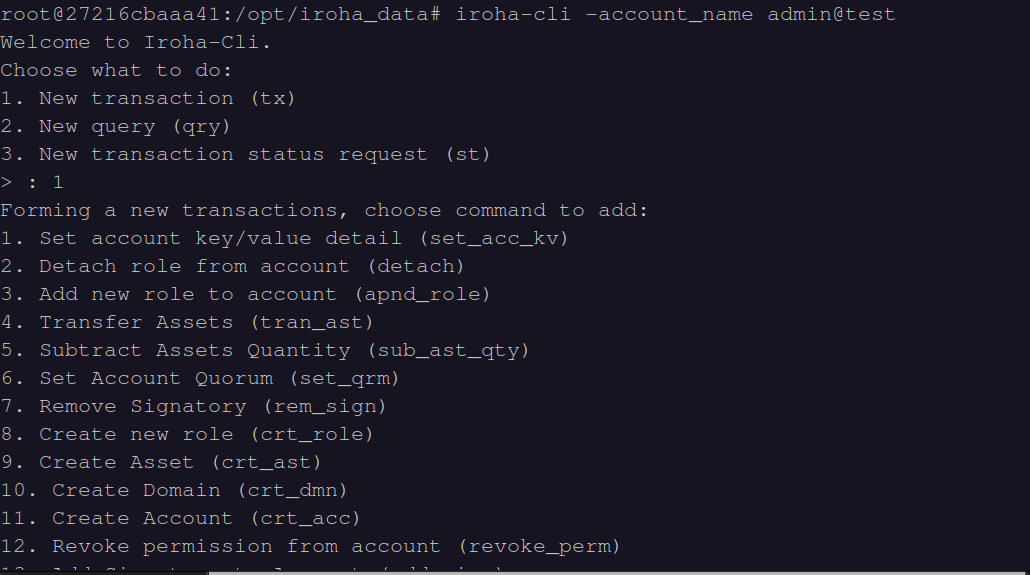 root@27216cbaaa41:/opt/iroha_data# iroha-cli -account_name admin@test
Welcome to Iroha-Cli.
Choose what to do:
1. New transaction (tx)
2. New query (qry)
3. New transaction status request (st)
> : 1
Forming a new transactions, choose command to add:
1. Set account key/value detail (set_acc_kv)
2. Detach role from account (detach)
3. Add new role to account (apnd_role)
4. Transfer Assets (tran_ast)
5. Subtract Assets Quantity (sub_ast_qty)
6. Set Account Quorum (set_qrm)
7. Remove Signatory (rem_sign)
8. Create new role (crt_role)
9. Create Asset (crt_ast)
10. Create Domain (crt_dmn)
11. Create Account (crt_acc)
12. Revoke permission from account (revoke_perm)